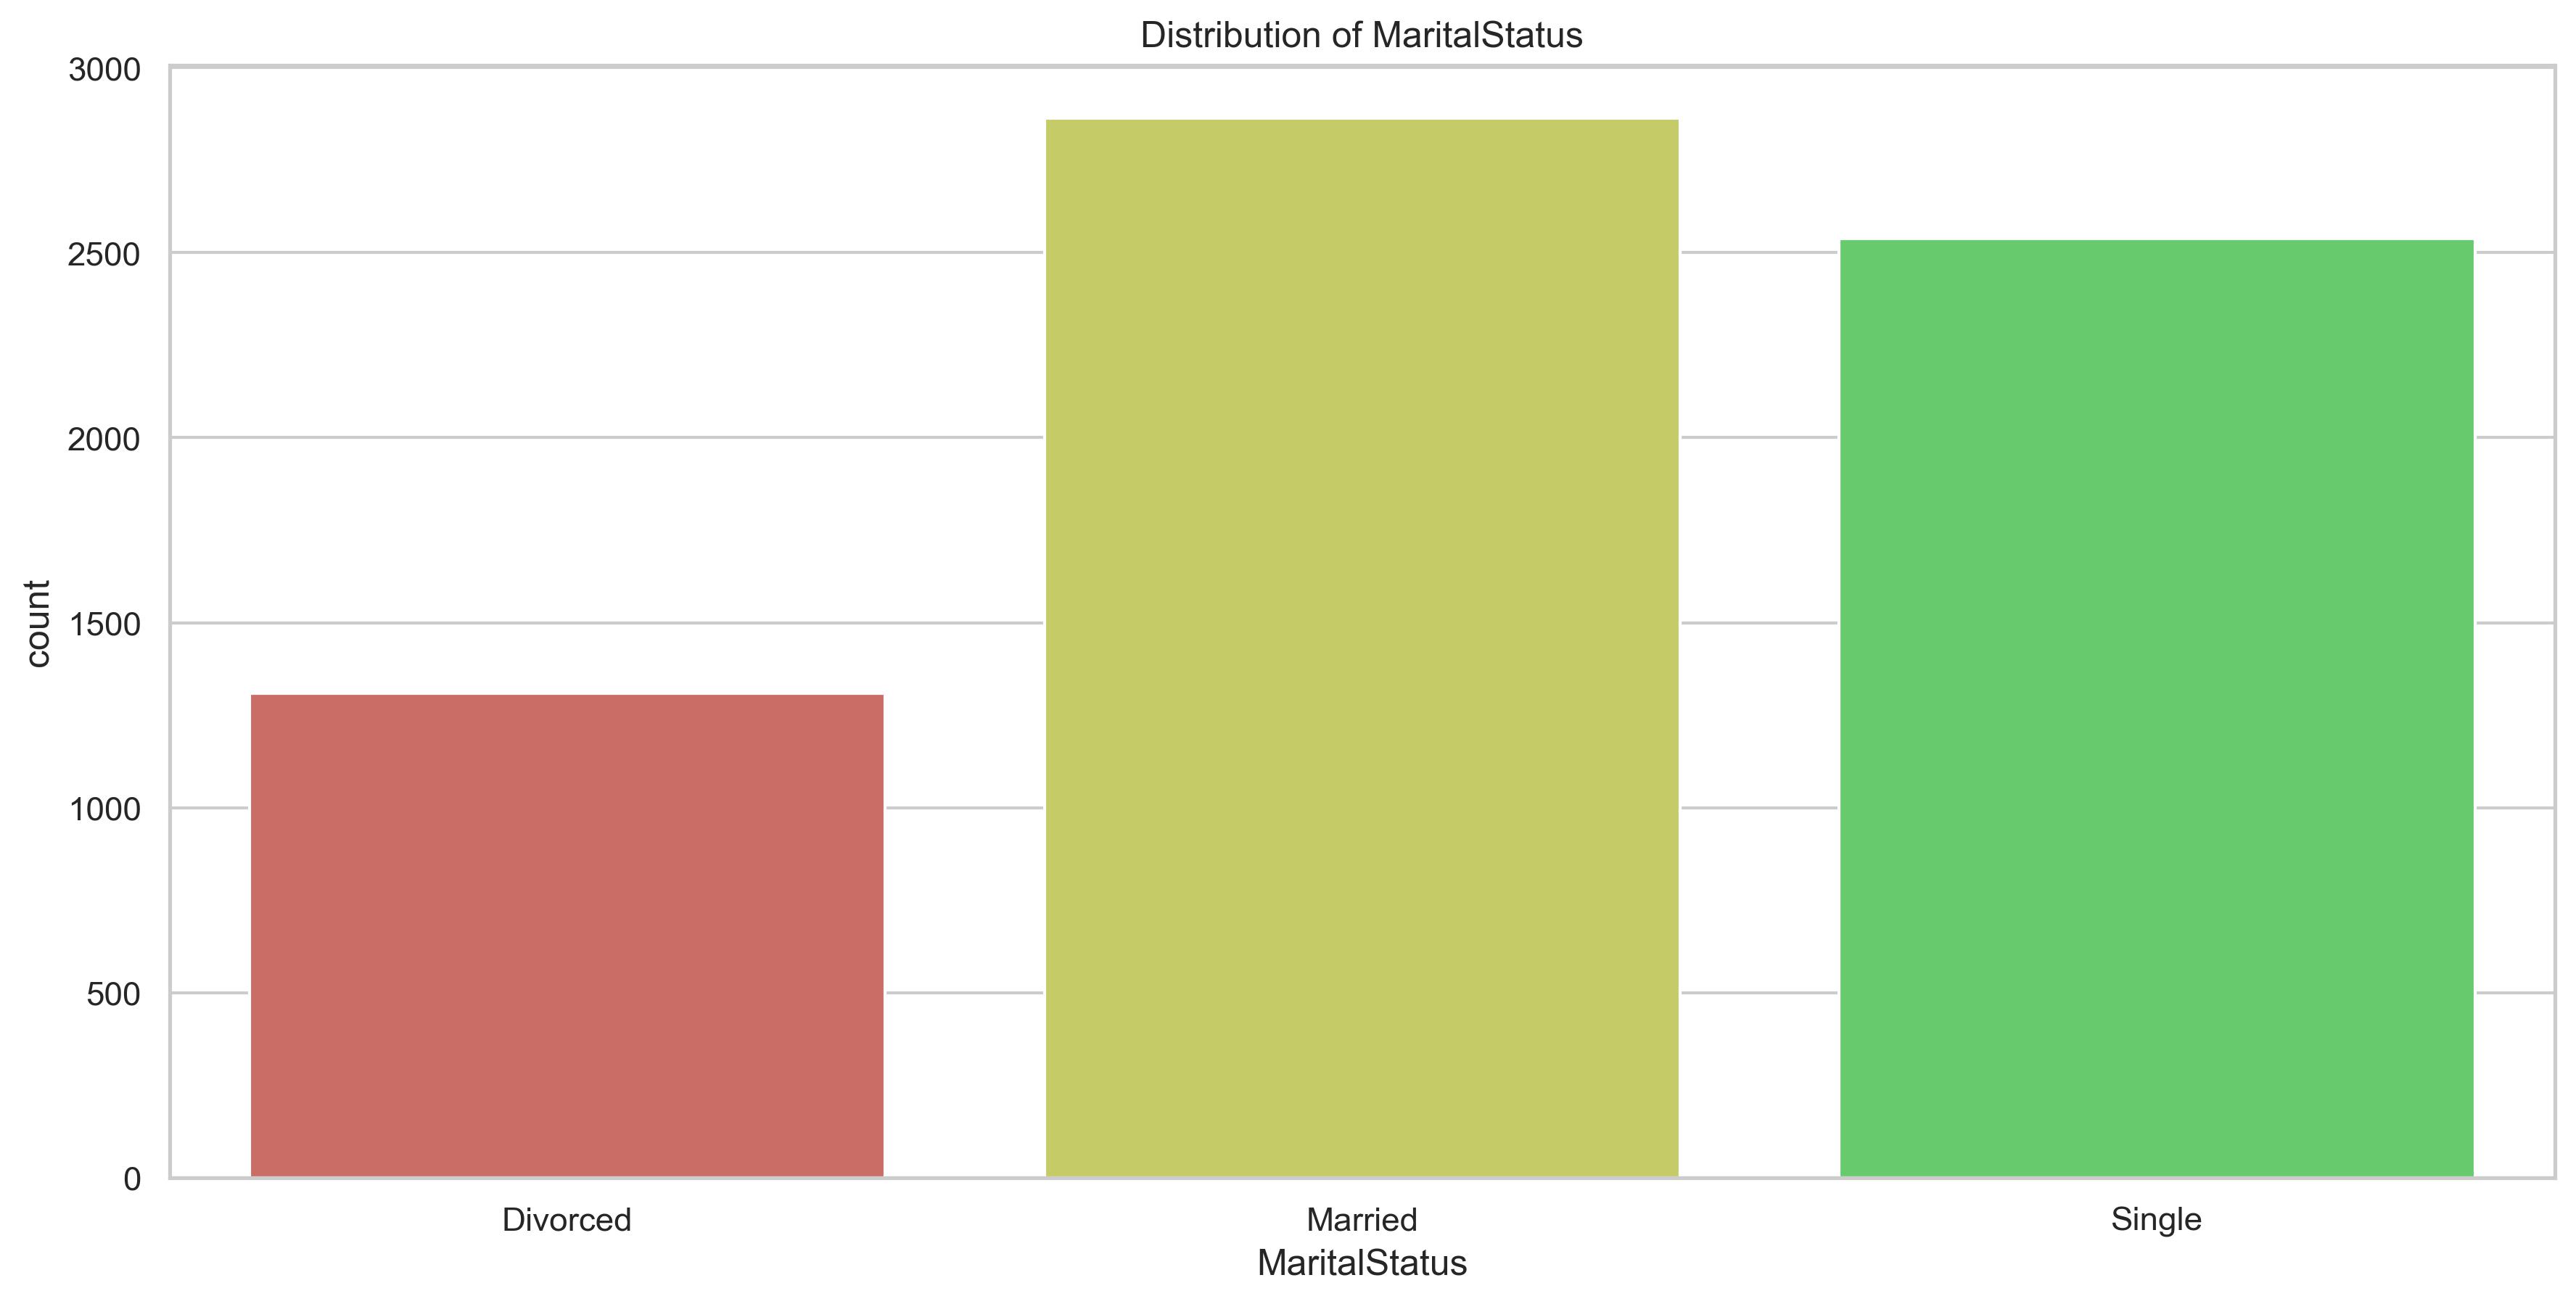 Distribution of MaritalStatus
3000
2500
2000
1500
1000
500
0
count
Divorced
Married
Single
MaritalStatus